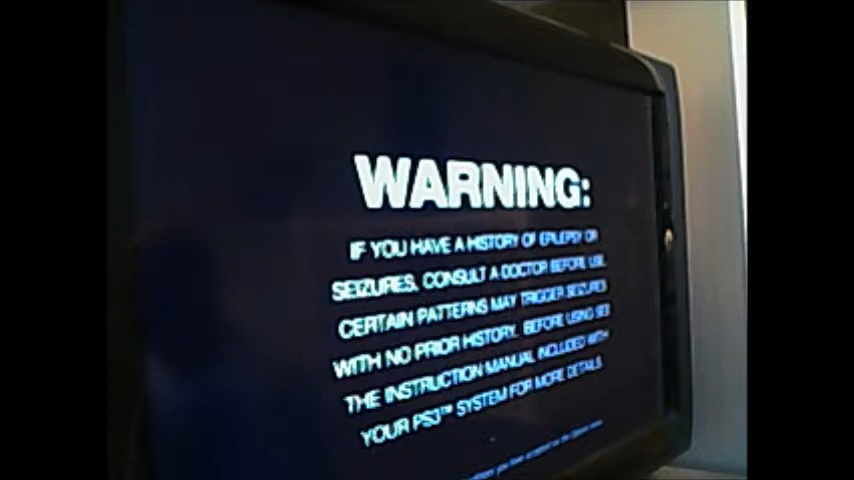 WARNING:
IF YOU HAVE A HISTORY OF EPILEPSY OR
SEIZURES, CONSULT A DOCTOR BEFORE USE.
CERTAIN PATTERNS MAY TRIGGER SEIZURES
WITH NO PRIOR HISTORY. BEFORE USING SEE
THE INSTRUCTION MANUAL INCLUDED WITH
YOUR PS3™ SYSTEM FOR MORE DETAILS.